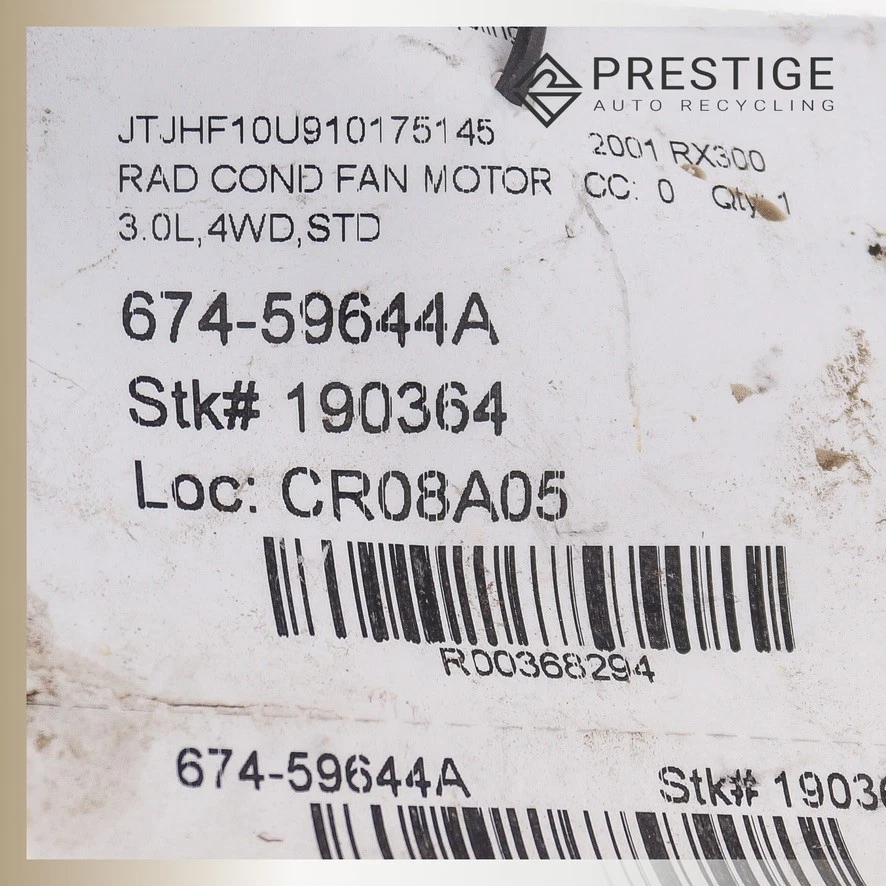 PRESTIGE
AUTO RECYCLING
JTJHF10U910175145
2001 RX300
RAD COND FAN MOTOR CC: 0 Qty: 1
3.0L,4WD,STD
674-59644A
Stk# 190364
Loc: CR08A05
R00368294
674-59644A Stk#